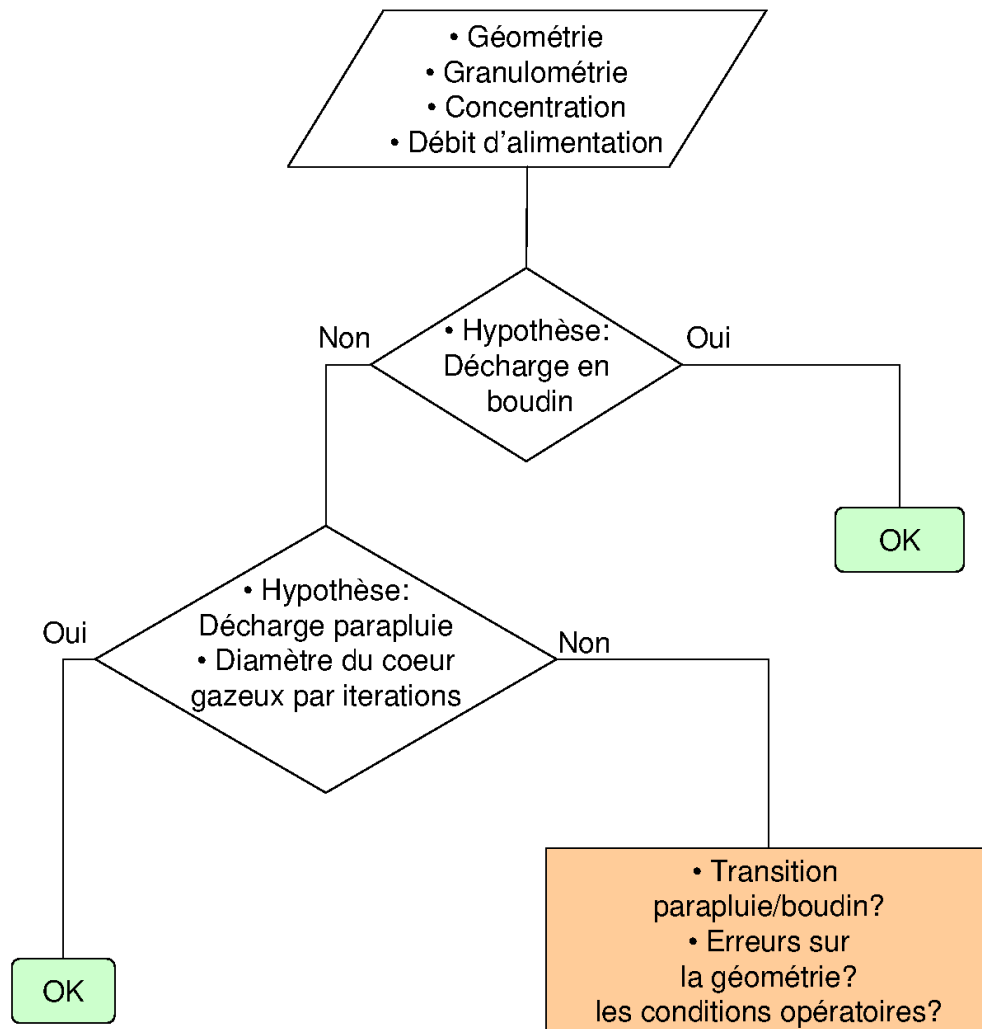 • Géométrie
• Granulométrie
• Concentration
• Débit d'alimentation
Non
• Hypothèse:
Décharge en
boudin
Oui
OK
• Hypothèse:
Décharge parapluie
• Diamètre du coeur
gazeux par iterations
Oui
Non
• Transition
parapluie/boudin?
• Erreurs sur
la géométrie?
les conditions opératoires?
OK